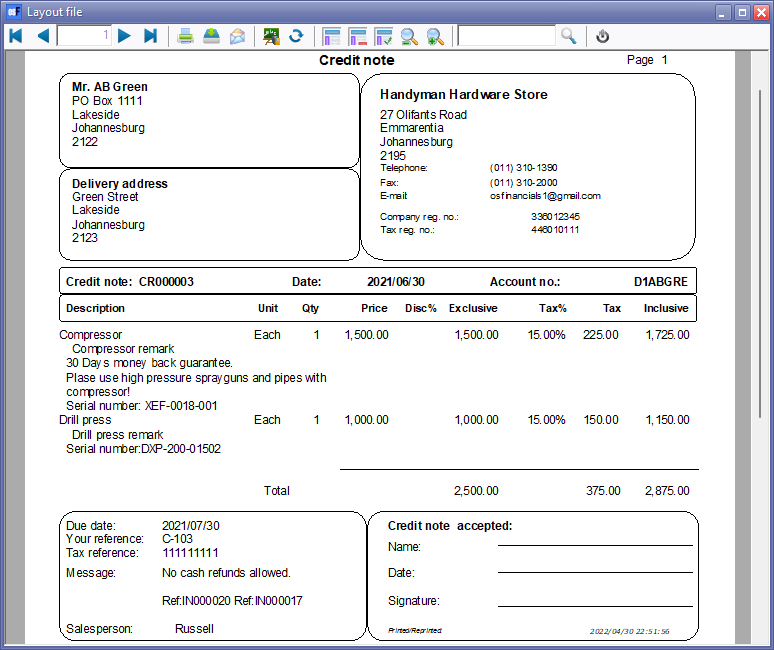 Layout file
1
Credit note
Page 1
Mr. AB Green
PO Box 1111
Lakeside
Johannesburg
2122
Handyman Hardware Store
27 Olifants Road
Emmarentia
Johannesburg
2195
Telephone: (011) 310-1390
Fax: (011) 310-2000
E-mail osfinancials1@gmail.com
Company reg. no.: 336012345
Tax reg. no.: 446010111
Delivery address
Green Street
Lakeside
Johannesburg
2123
Credit note: CR000003 Date: 2021/06/30 Account no.: D1ABGRE
Description Unit Qty Price Disc% Exclusive Tax% Tax Inclusive
Compressor Each 1 1,500.00 1,500.00 15.00% 225.00 1,725.00
Compressor remark
30 Days money back guarantee.
Plase use high pressure sprayguns and pipes with
compressor!
Serial number: XEF-0018-001
Drill press Each 1 1,000.00 1,000.00 15.00% 150.00 1,150.00
Drill press remark
Serial number:DXP-200-01502
Total 2,500.00 375.00 2,875.00
Due date: 2021/07/30
Your reference: C-103
Tax reference: 111111111
Message: No cash refunds allowed.
Ref:IN000020 Ref:IN000017
Salesperson: Russell
Credit note accepted:
Name:
Date:
Signature:
Printed/Reprinted: 2022/04/30 22:51:56